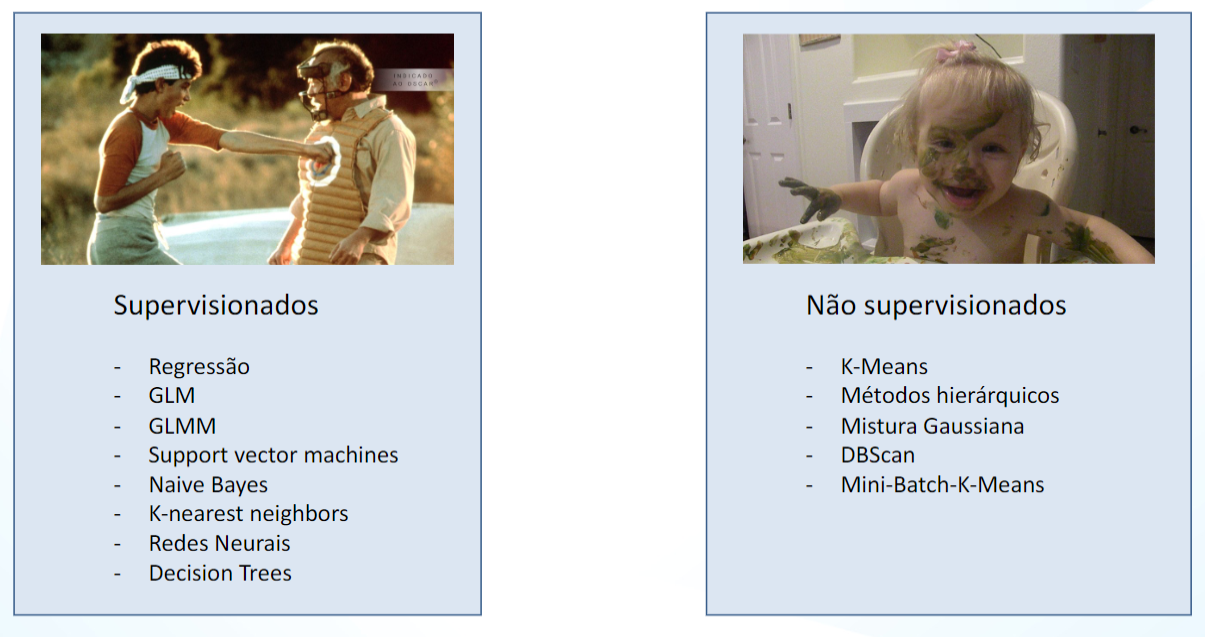 INDICADO
AO OSCAR®
Supervisionados
- Regressão
- GLM
- GLMM
- Support vector machines
- Naive Bayes
- K-nearest neighbors
- Redes Neurais
- Decision Trees
Não supervisionados
- K-Means
- Métodos hierárquicos
- Mistura Gaussiana
- DBScan
- Mini-Batch-K-Means